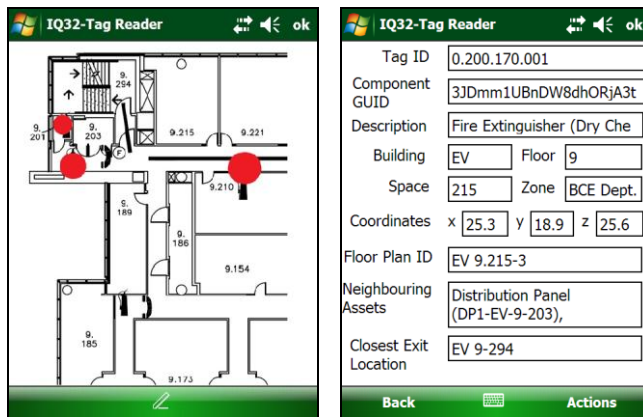 IQ32-Tag Reader ok
9.
294
9.
201
9.
203
9.215
9.221
F
9.210
9.
189
9.
186
9.154
9.
185
9.173
IQ32-Tag Reader ok
Tag ID 0.200.170.001
Component
GUID 3JDmm1UBnDW8dhORjA3t
Description Fire Extinguisher (Dry Che
Building EV Floor 9
Space 215 Zone BCE Dept.
Coordinates x 25.3 y 18.9 z 25.6
Floor Plan ID EV 9.215-3
Neighbouring
Assets Distribution Panel
(DP1-EV-9-203),
Closest Exit
Location EV 9-294
Back Actions